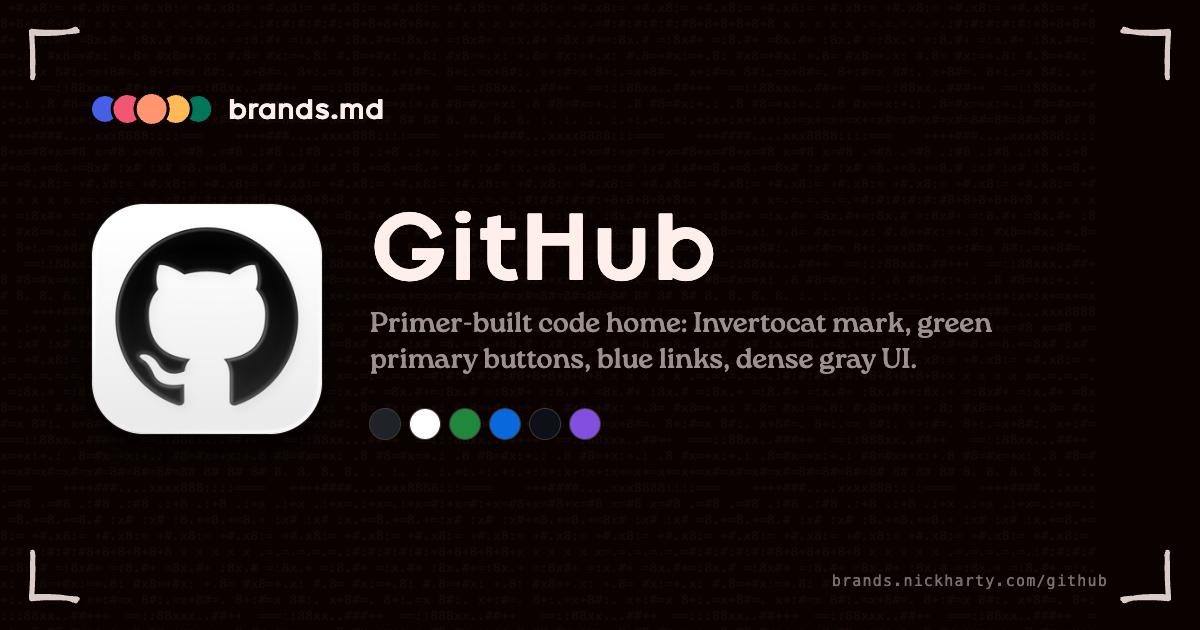 brands.md
GitHub
Primer-built code home: Invertocat mark, green
primary buttons, blue links, dense gray UI.
brands.nickharty.com/github